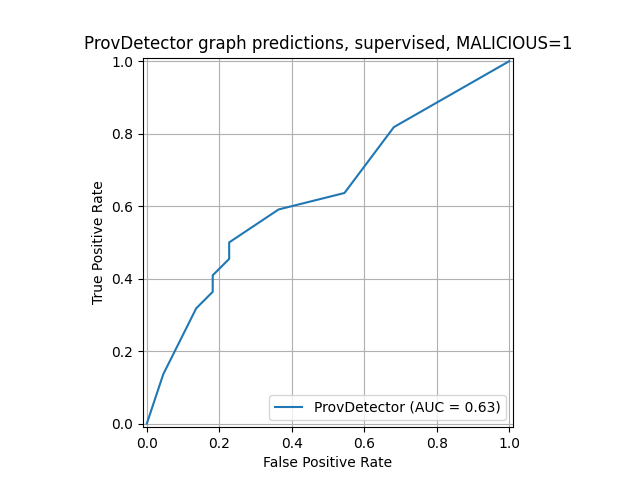 ProvDetector graph predictions, supervised, MALICIOUS=1
1.0
0.8
0.6
0.4
0.2
0.0
True Positive Rate
ProvDetector (AUC = 0.63)
0.0 0.2 0.4 0.6 0.8 1.0
False Positive Rate